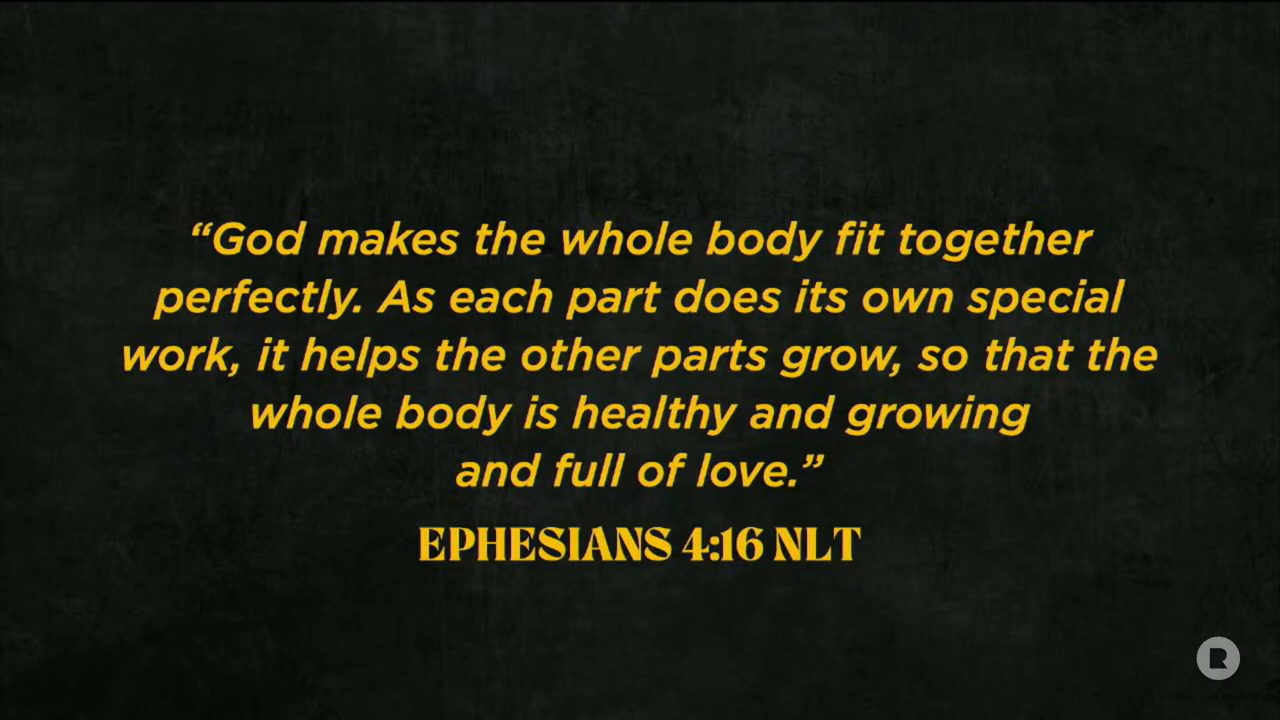 “God makes the whole body fit together
perfectly. As each part does its own special
work, it helps the other parts grow, so that the
whole body is healthy and growing
and full of love.”
EPHESIANS 4:16 NLT
R